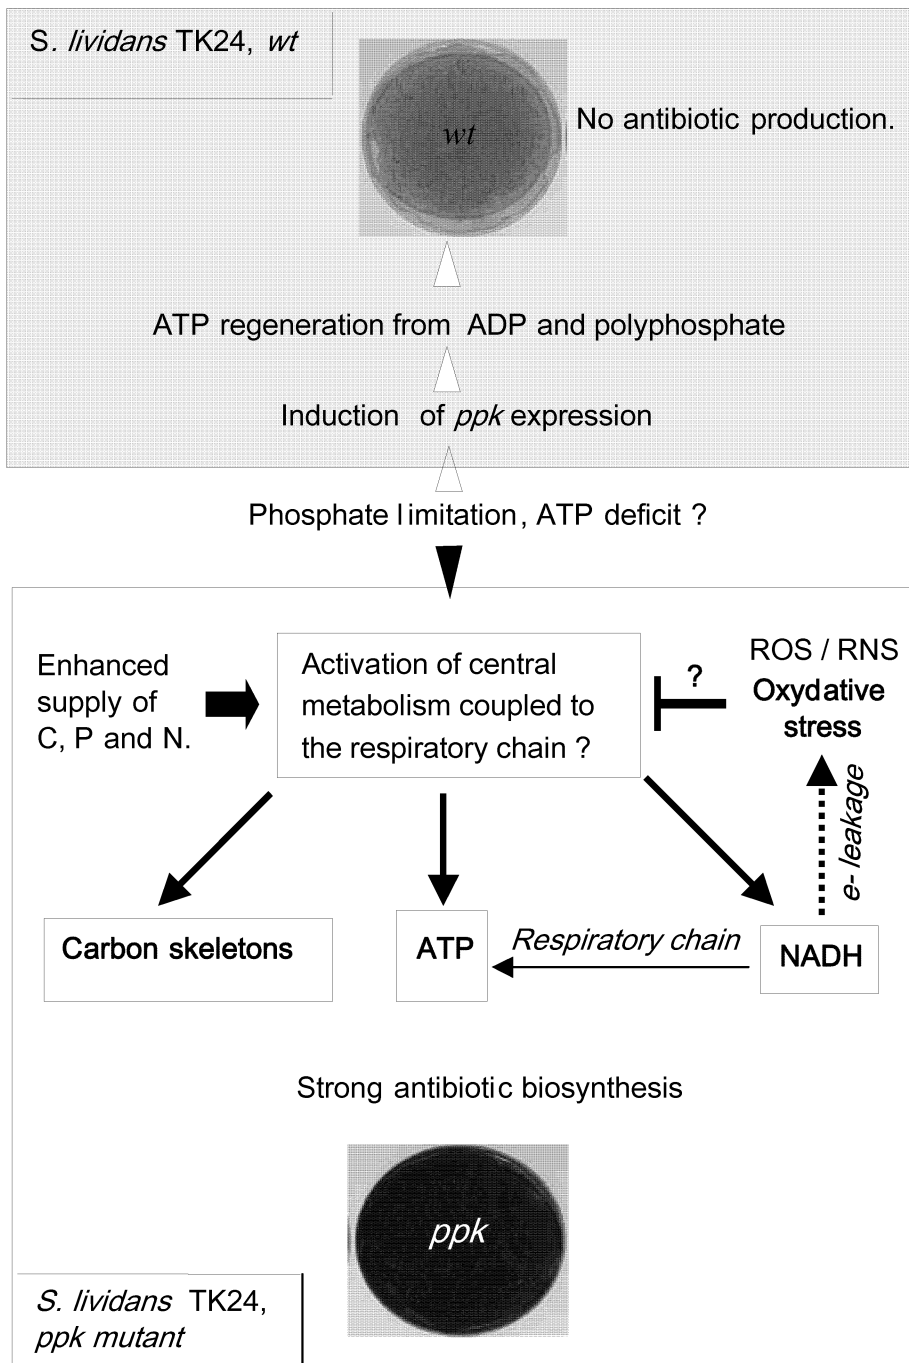 S. lividans TK24, wt
wt
No antibiotic production.
ATP regeneration from ADP and polyphosphate
Induction of ppk expression
Phosphate limitation, ATP deficit ?
Enhanced
supply of
C, P and N.
Activation of central
metabolism coupled to
the respiratory chain ?
?
ROS / RNS
Oxydative
stress
e- leakage
Carbon skeletons
ATP
Respiratory chain
NADH
Strong antibiotic biosynthesis
ppk
S. lividans TK24,
ppk mutant